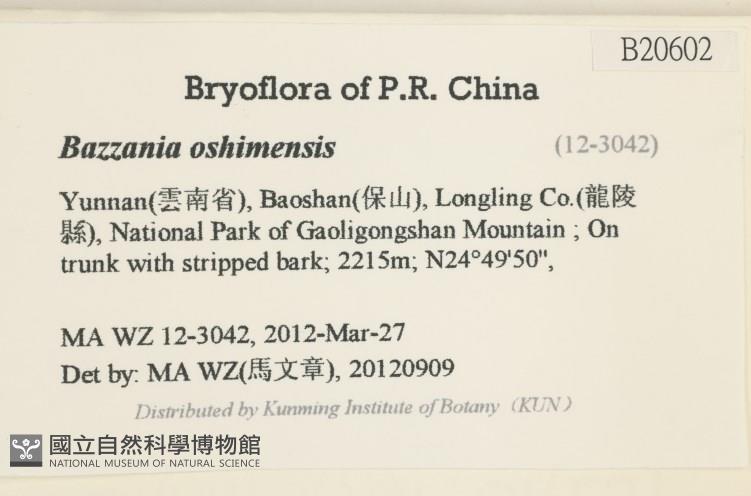 B20602
Bryoflora of P.R. China
Bazzania oshimensis (12-3042)
Yunnan(雲南省), Baoshan(保山), Longling Co.(龍陵
縣), National Park of Gaoligongshan Mountain ; On
trunk with stripped bark; 2215m; N24°49'50",
MA WZ 12-3042, 2012-Mar-27
Det by: MA WZ(馬文章), 20120909
Distributed by Kunming Institute of Botany（KUN）
國立自然科學博物館
NATIONAL MUSEUM OF NATURAL SCIENCE